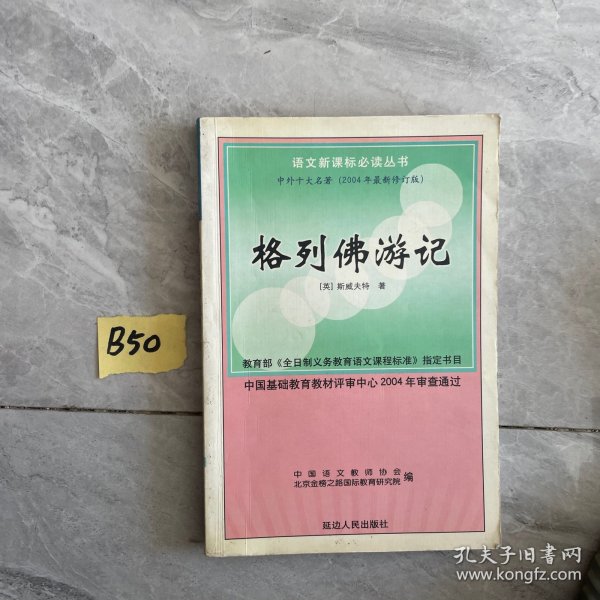 语文新课标必读丛书
中外十大名著(2004年最新修订版)
格列佛游记
[英] 斯威夫特 著
教育部《全日制义务教育语文课程标准》指定书目
中国基础教育教材评审中心2004年审查通过
中国语文教师协会
北京金榜之路国际教育研究院 编
延边人民出版社
B50
孔夫子旧书网
www.kongfz.com